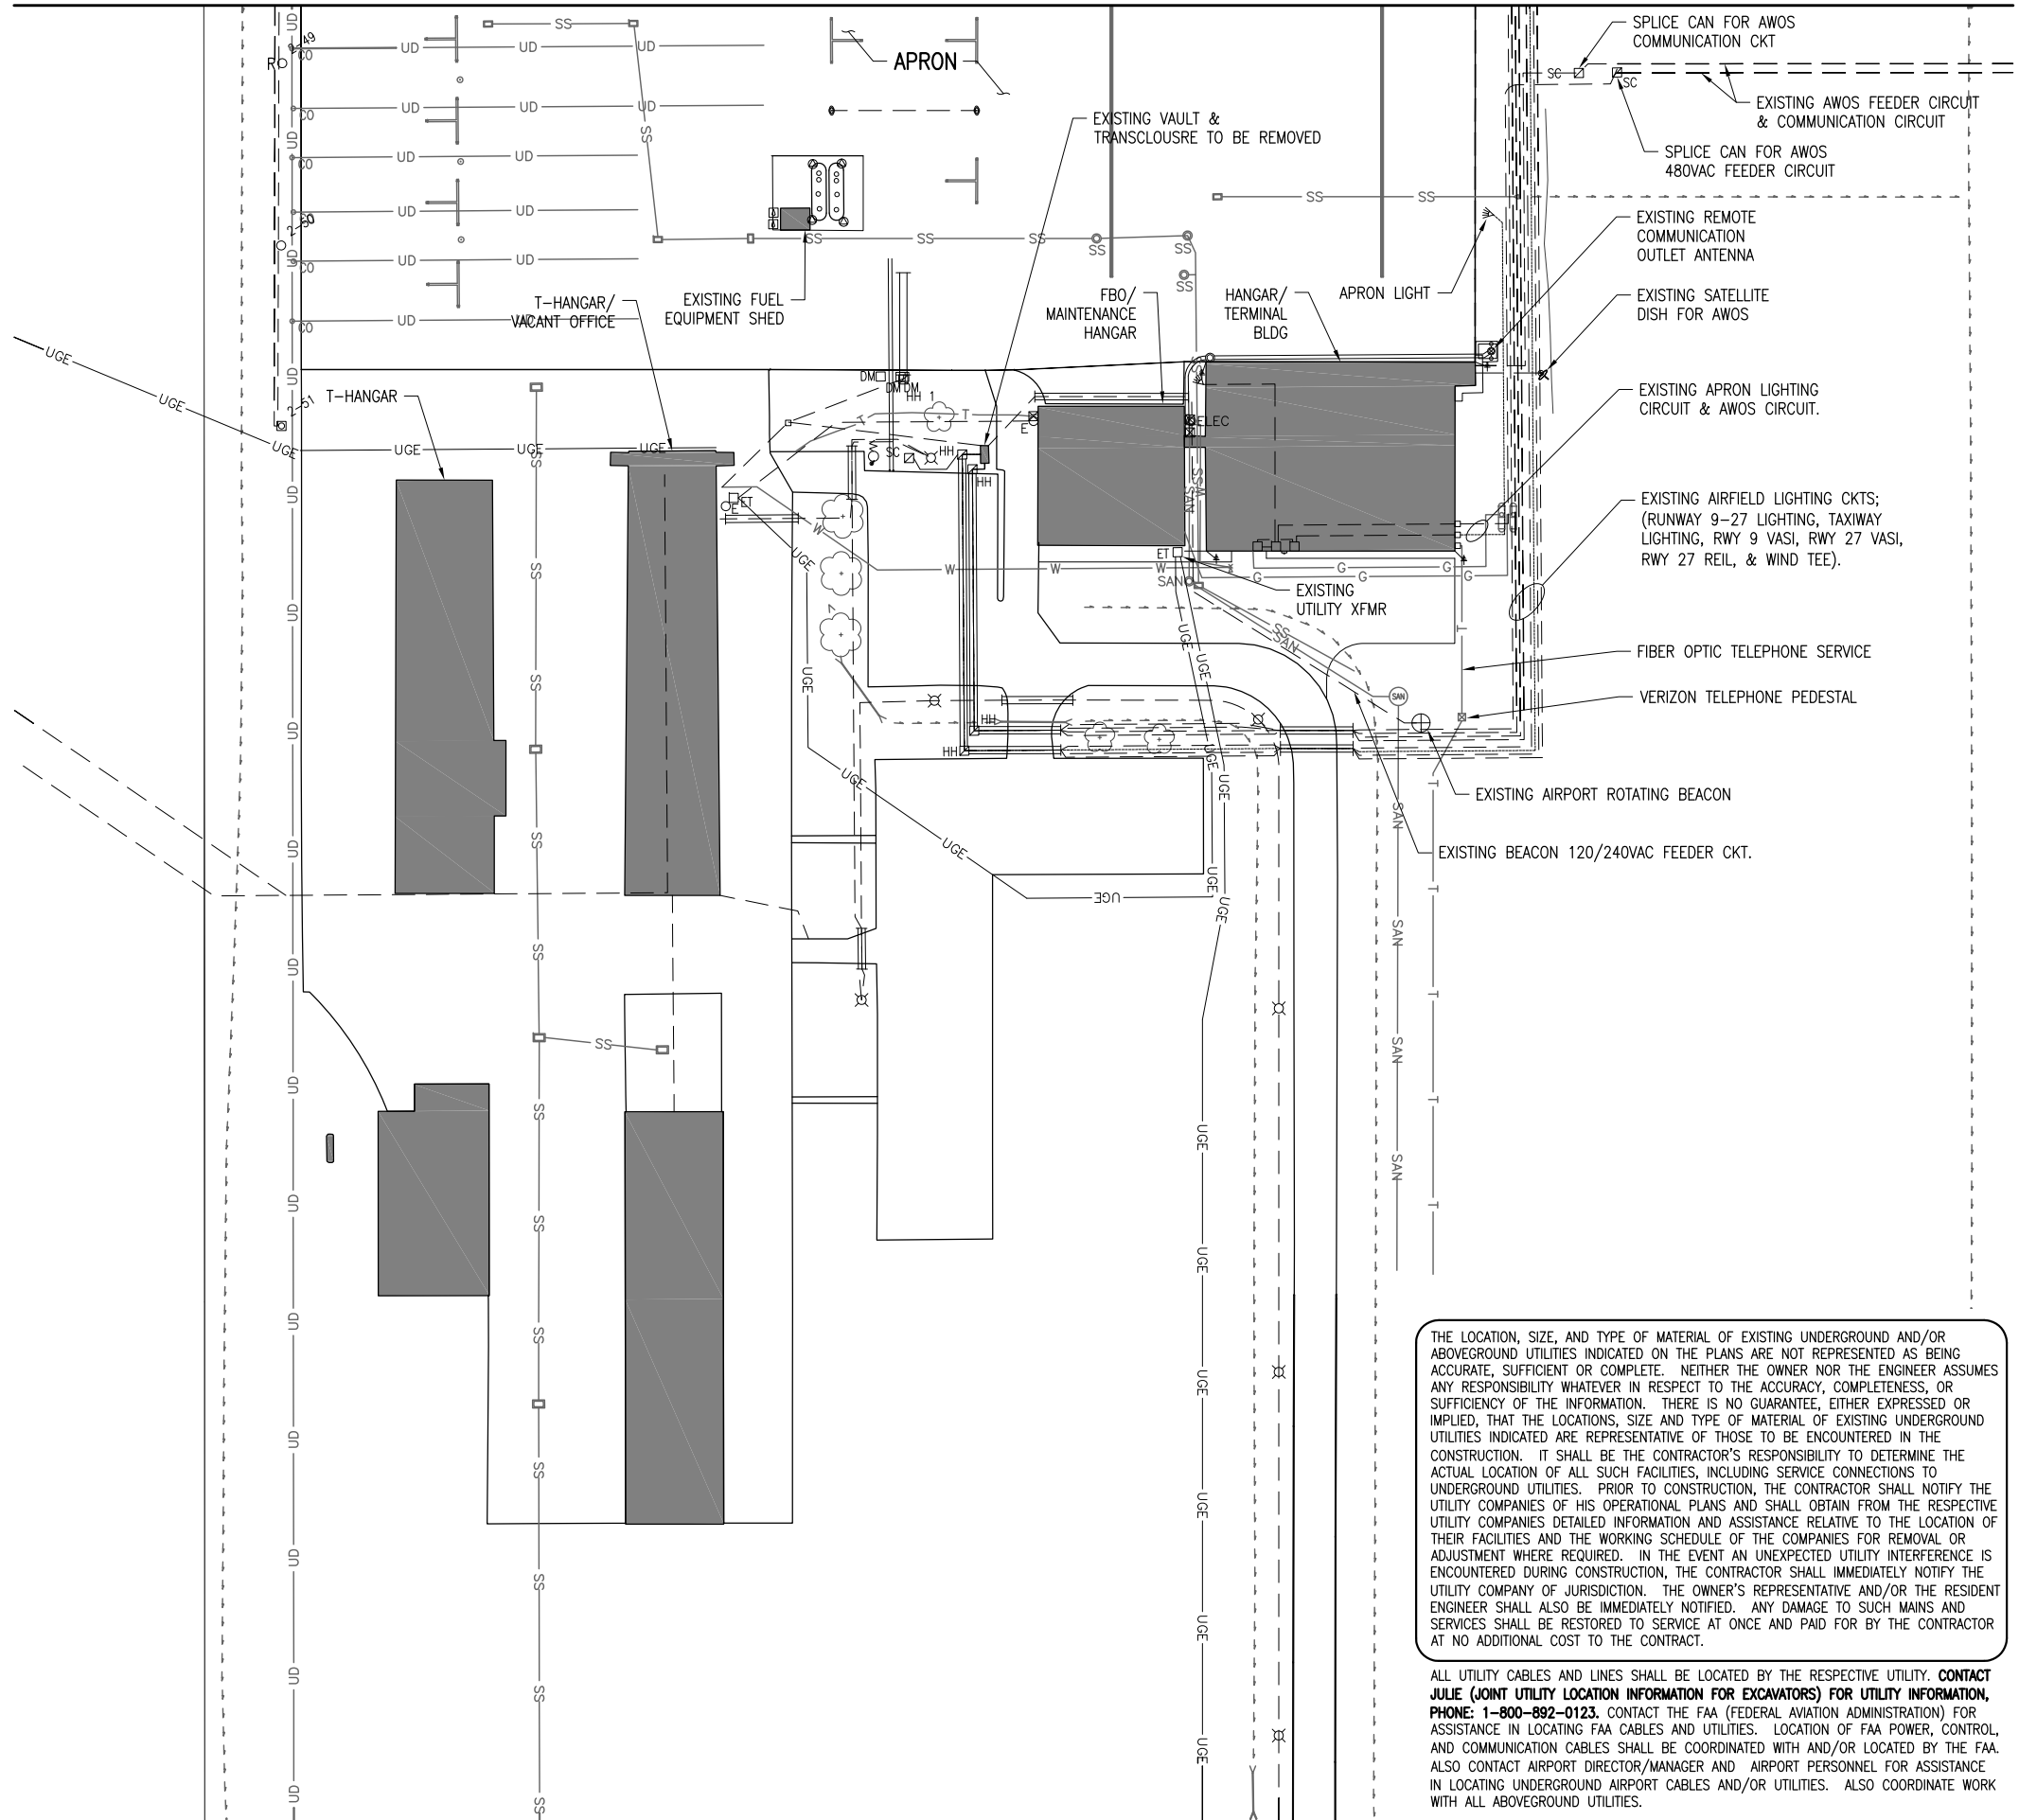 SPLICE CAN FOR AWOS
COMMUNICATION CKT
APRON
EXISTING AWOS FEEDER CIRCUIT
& COMMUNICATION CIRCUIT
EXISTING VAULT &
TRANSCLOUSRE TO BE REMOVED
SPLICE CAN FOR AWOS
480VAC FEEDER CIRCUIT
EXISTING REMOTE
COMMUNICATION
OUTLET ANTENNA
T-HANGAR/
VACANT OFFICE
EXISTING FUEL
EQUIPMENT SHED
FBO/
MAINTENANCE
HANGAR
HANGAR/
TERMINAL
BLDG
APRON LIGHT
EXISTING SATELLITE
DISH FOR AWOS
T-HANGAR
EXISTING APRON LIGHTING
CIRCUIT & AWOS CIRCUIT.
EXISTING AIRFIELD LIGHTING CKTS;
(RUNWAY 9-27 LIGHTING, TAXIWAY
LIGHTING, RWY 9 VASI, RWY 27 VASI,
RWY 27 REIL, & WIND TEE).
EXISTING
UTILITY XFMR
FIBER OPTIC TELEPHONE SERVICE
VERIZON TELEPHONE PEDESTAL
EXISTING AIRPORT ROTATING BEACON
EXISTING BEACON 120/240VAC FEEDER CKT.
2-49
2-50
2-51
UD
CO
SS
UGE
SC
HH
DM
ELEC
ET
E
W
G
T
SAN
THE LOCATION, SIZE, AND TYPE OF MATERIAL OF EXISTING UNDERGROUND AND/OR
ABOVEGROUND UTILITIES INDICATED ON THE PLANS ARE NOT REPRESENTED AS BEING
ACCURATE, SUFFICIENT OR COMPLETE. NEITHER THE OWNER NOR THE ENGINEER ASSUMES
ANY RESPONSIBILITY WHATEVER IN RESPECT TO THE ACCURACY, COMPLETENESS, OR
SUFFICIENCY OF THE INFORMATION. THERE IS NO GUARANTEE, EITHER EXPRESSED OR
IMPLIED, THAT THE LOCATIONS, SIZE AND TYPE OF MATERIAL OF EXISTING UNDERGROUND
UTILITIES INDICATED ARE REPRESENTATIVE OF THOSE TO BE ENCOUNTERED IN THE
CONSTRUCTION. IT SHALL BE THE CONTRACTOR'S RESPONSIBILITY TO DETERMINE THE
ACTUAL LOCATION OF ALL SUCH FACILITIES, INCLUDING SERVICE CONNECTIONS TO
UNDERGROUND UTILITIES. PRIOR TO CONSTRUCTION, THE CONTRACTOR SHALL NOTIFY THE
UTILITY COMPANIES OF HIS OPERATIONAL PLANS AND SHALL OBTAIN FROM THE RESPECTIVE
UTILITY COMPANIES DETAILED INFORMATION AND ASSISTANCE RELATIVE TO THE LOCATION OF
THEIR FACILITIES AND THE WORKING SCHEDULE OF THE COMPANIES FOR REMOVAL OR
ADJUSTMENT WHERE REQUIRED. IN THE EVENT AN UNEXPECTED UTILITY INTERFERENCE IS
ENCOUNTERED DURING CONSTRUCTION, THE CONTRACTOR SHALL IMMEDIATELY NOTIFY THE
UTILITY COMPANY OF JURISDICTION. THE OWNER'S REPRESENTATIVE AND/OR THE RESIDENT
ENGINEER SHALL ALSO BE IMMEDIATELY NOTIFIED. ANY DAMAGE TO SUCH MAINS AND
SERVICES SHALL BE RESTORED TO SERVICE AT ONCE AND PAID FOR BY THE CONTRACTOR
AT NO ADDITIONAL COST TO THE CONTRACT.
ALL UTILITY CABLES AND LINES SHALL BE LOCATED BY THE RESPECTIVE UTILITY. CONTACT
JULIE (JOINT UTILITY LOCATION INFORMATION FOR EXCAVATORS) FOR UTILITY INFORMATION,
PHONE: 1-800-892-0123. CONTACT THE FAA (FEDERAL AVIATION ADMINISTRATION) FOR
ASSISTANCE IN LOCATING FAA CABLES AND UTILITIES. LOCATION OF FAA POWER, CONTROL,
AND COMMUNICATION CABLES SHALL BE COORDINATED WITH AND/OR LOCATED BY THE FAA.
ALSO CONTACT AIRPORT DIRECTOR/MANAGER AND AIRPORT PERSONNEL FOR ASSISTANCE
IN LOCATING UNDERGROUND AIRPORT CABLES AND/OR UTILITIES. ALSO COORDINATE WORK
WITH ALL ABOVEGROUND UTILITIES.